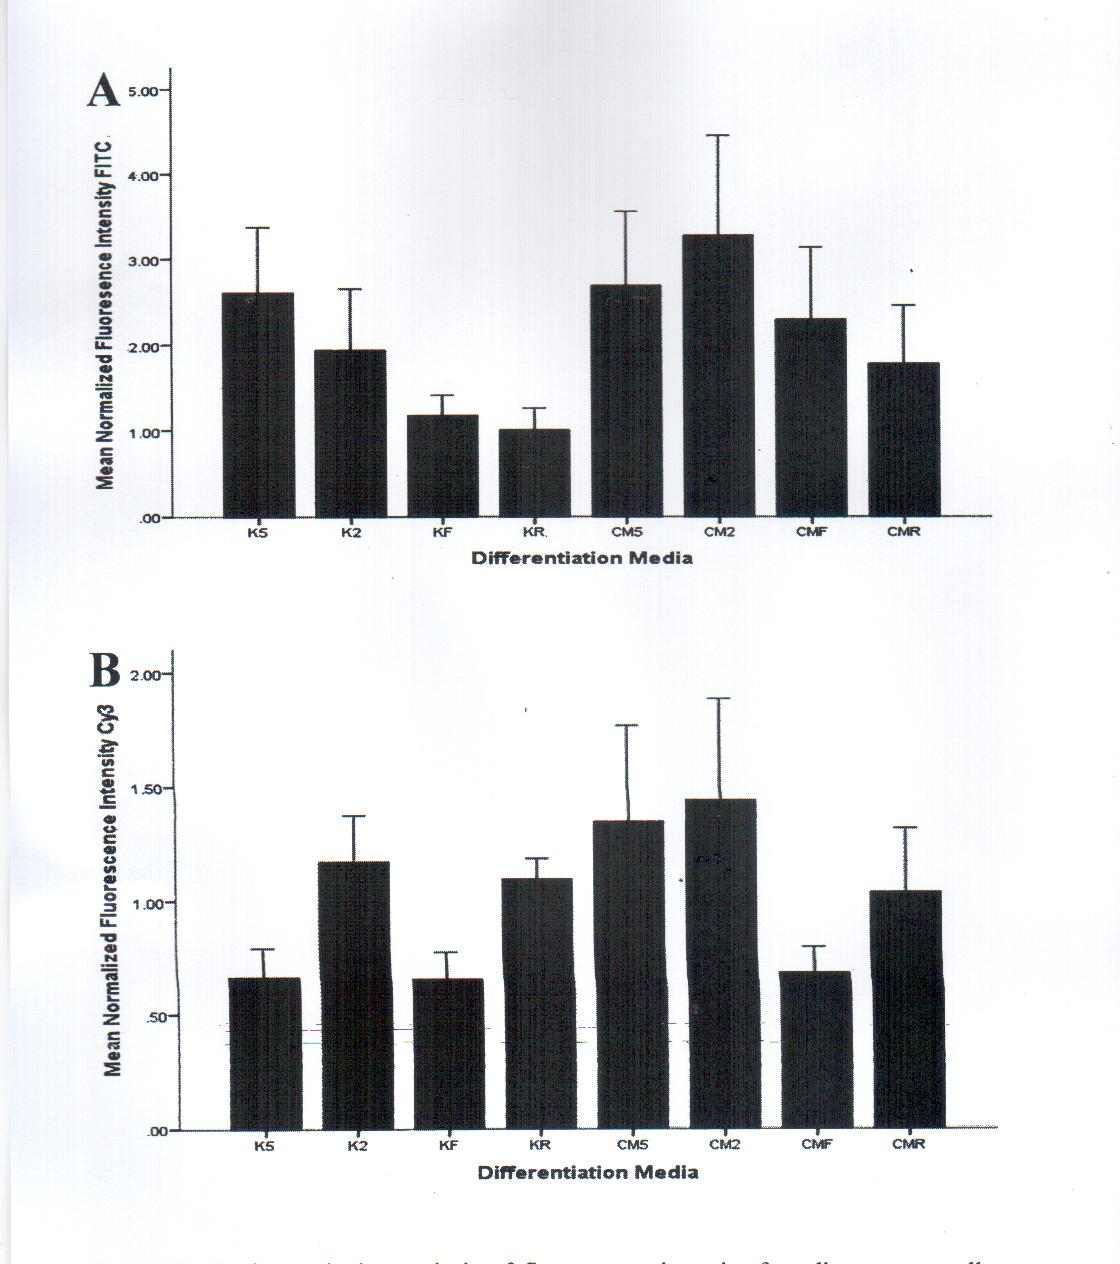 A
Mean Normalized Fluoresence Intensity FITC
5.00
4.00
3.00
2.00
1.00
.00
K5 K2 KF KR. CM5 CM2 CMF CMR
Differentiation Media
B
Mean Normalized Fluorescence Intensity Cy3
2.00
1.50
1.00
.50
.00
K5 K2 KF KR CM5 CM2 CMF CMR
Differentiation Media